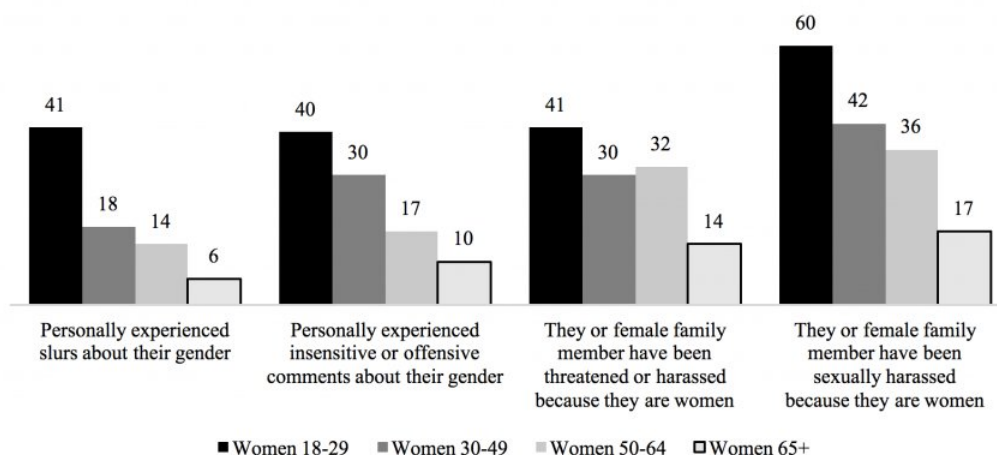 60
41
40
41
42
36
30
30
32
18
14
17
17
14
10
6
Personally experienced
slurs about their gender
Personally experienced
insensitive or offensive
comments about their gender
They or female family
member have been
threatened or harassed
because they are women
They or female family
member have been
sexually harassed
because they are women
Women 18-29 Women 30-49 Women 50-64 Women 65+